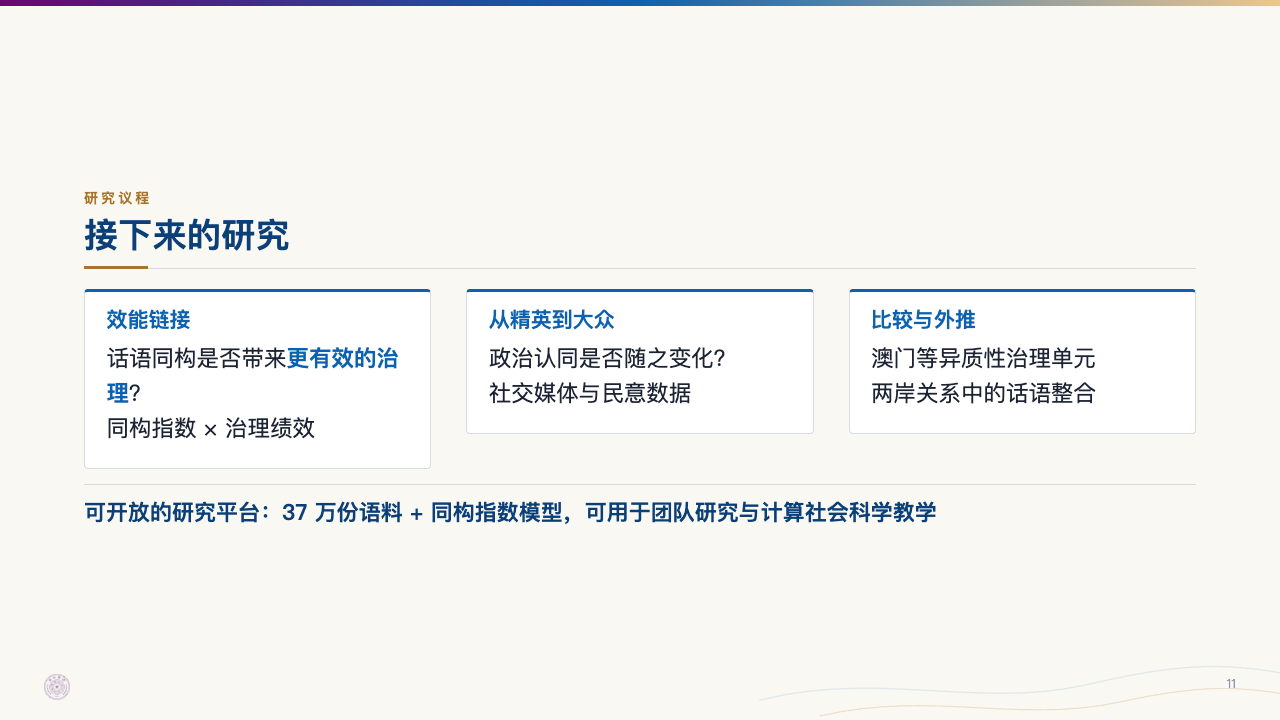 研究议程
接下来的研究
效能链接
话语同构是否带来更有效的治
理?
同构指数 × 治理绩效
从精英到大众
政治认同是否随之变化?
社交媒体与民意数据
比较与外推
澳门等异质性治理单元
两岸关系中的话语整合
可开放的研究平台：37 万份语料 + 同构指数模型，可用于团队研究与计算社会科学教学
11